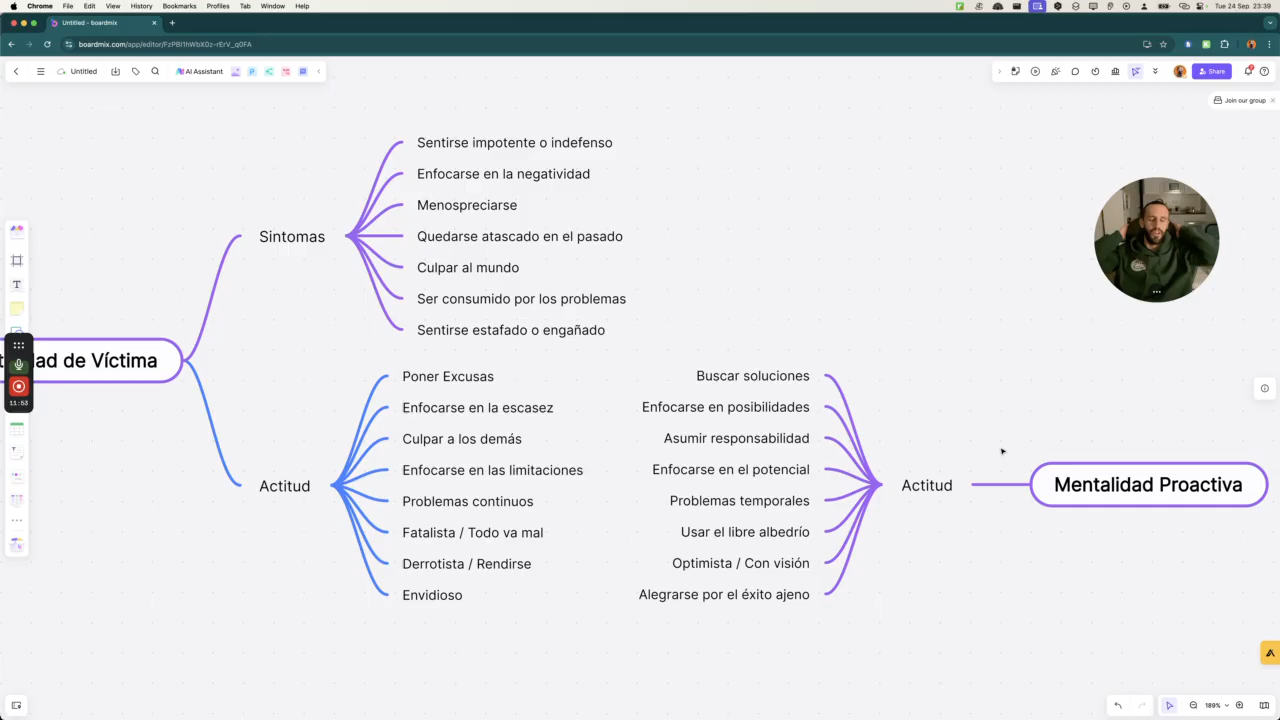 Chrome File Edit View History Bookmarks Profiles Tab Window Help
Tue 24 Sep 23:39
Untitled - boardmix
boardmix.com/app/editor/FzPBI1hWbX0z-rErV_q0FA
Untitled
AI Assistant
Share
Join our group
Sentirse impotente o indefenso
Enfocarse en la negatividad
Menospreciarse
Sintomas
Quedarse atascado en el pasado
Culpar al mundo
Ser consumido por los problemas
Sentirse estafado o engañado
dad de Víctima
11:53
Poner Excusas
Enfocarse en la escasez
Culpar a los demás
Enfocarse en las limitaciones
Actitud
Problemas continuos
Fatalista / Todo va mal
Derrotista / Rendirse
Envidioso
Buscar soluciones
Enfocarse en posibilidades
Asumir responsabilidad
Enfocarse en el potencial
Actitud
Mentalidad Proactiva
Problemas temporales
Usar el libre albedrío
Optimista / Con visión
Alegrarse por el éxito ajeno
189%